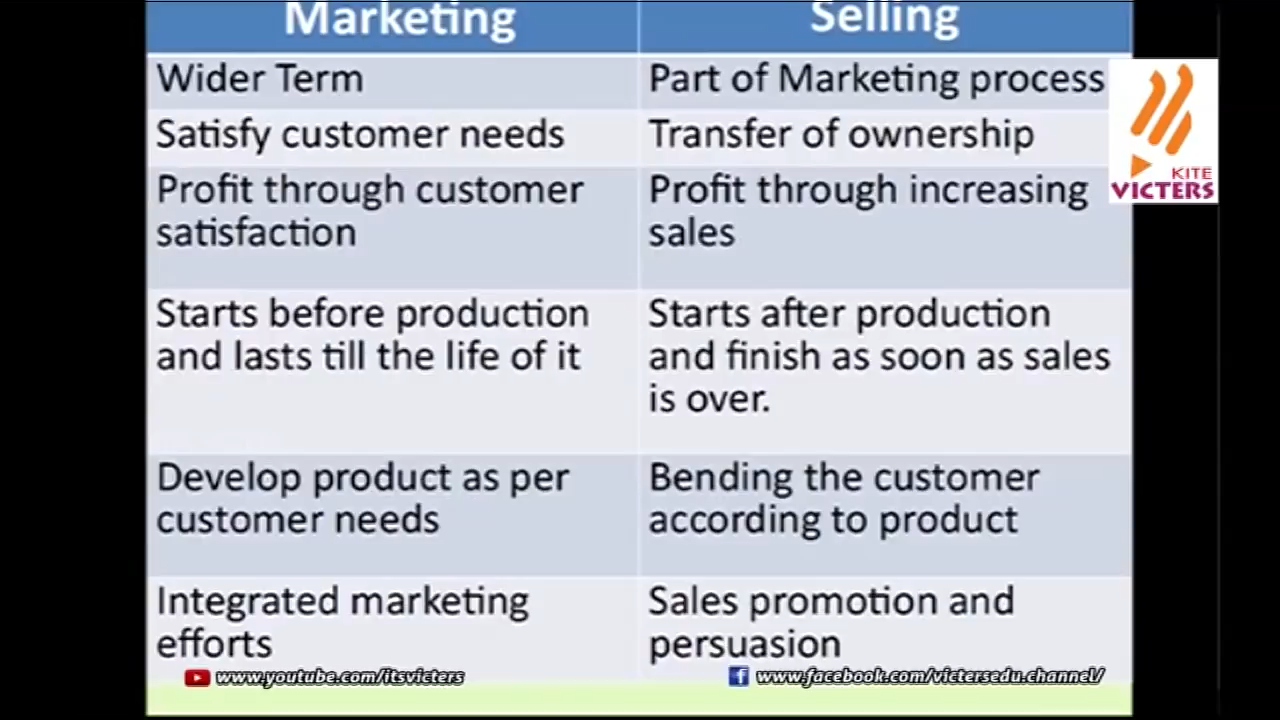 Marketing
Selling
Wider Term
Part of Marketing process
Satisfy customer needs
Transfer of ownership
Profit through customer
satisfaction
Profit through increasing
sales
Starts before production
and lasts till the life of it
Starts after production
and finish as soon as sales
is over.
Develop product as per
customer needs
Bending the customer
according to product
Integrated marketing
efforts
Sales promotion and
persuasion
KITE
VICTERS
www.youtube.com/itsvicters
www.facebook.com/victersedu.channel/